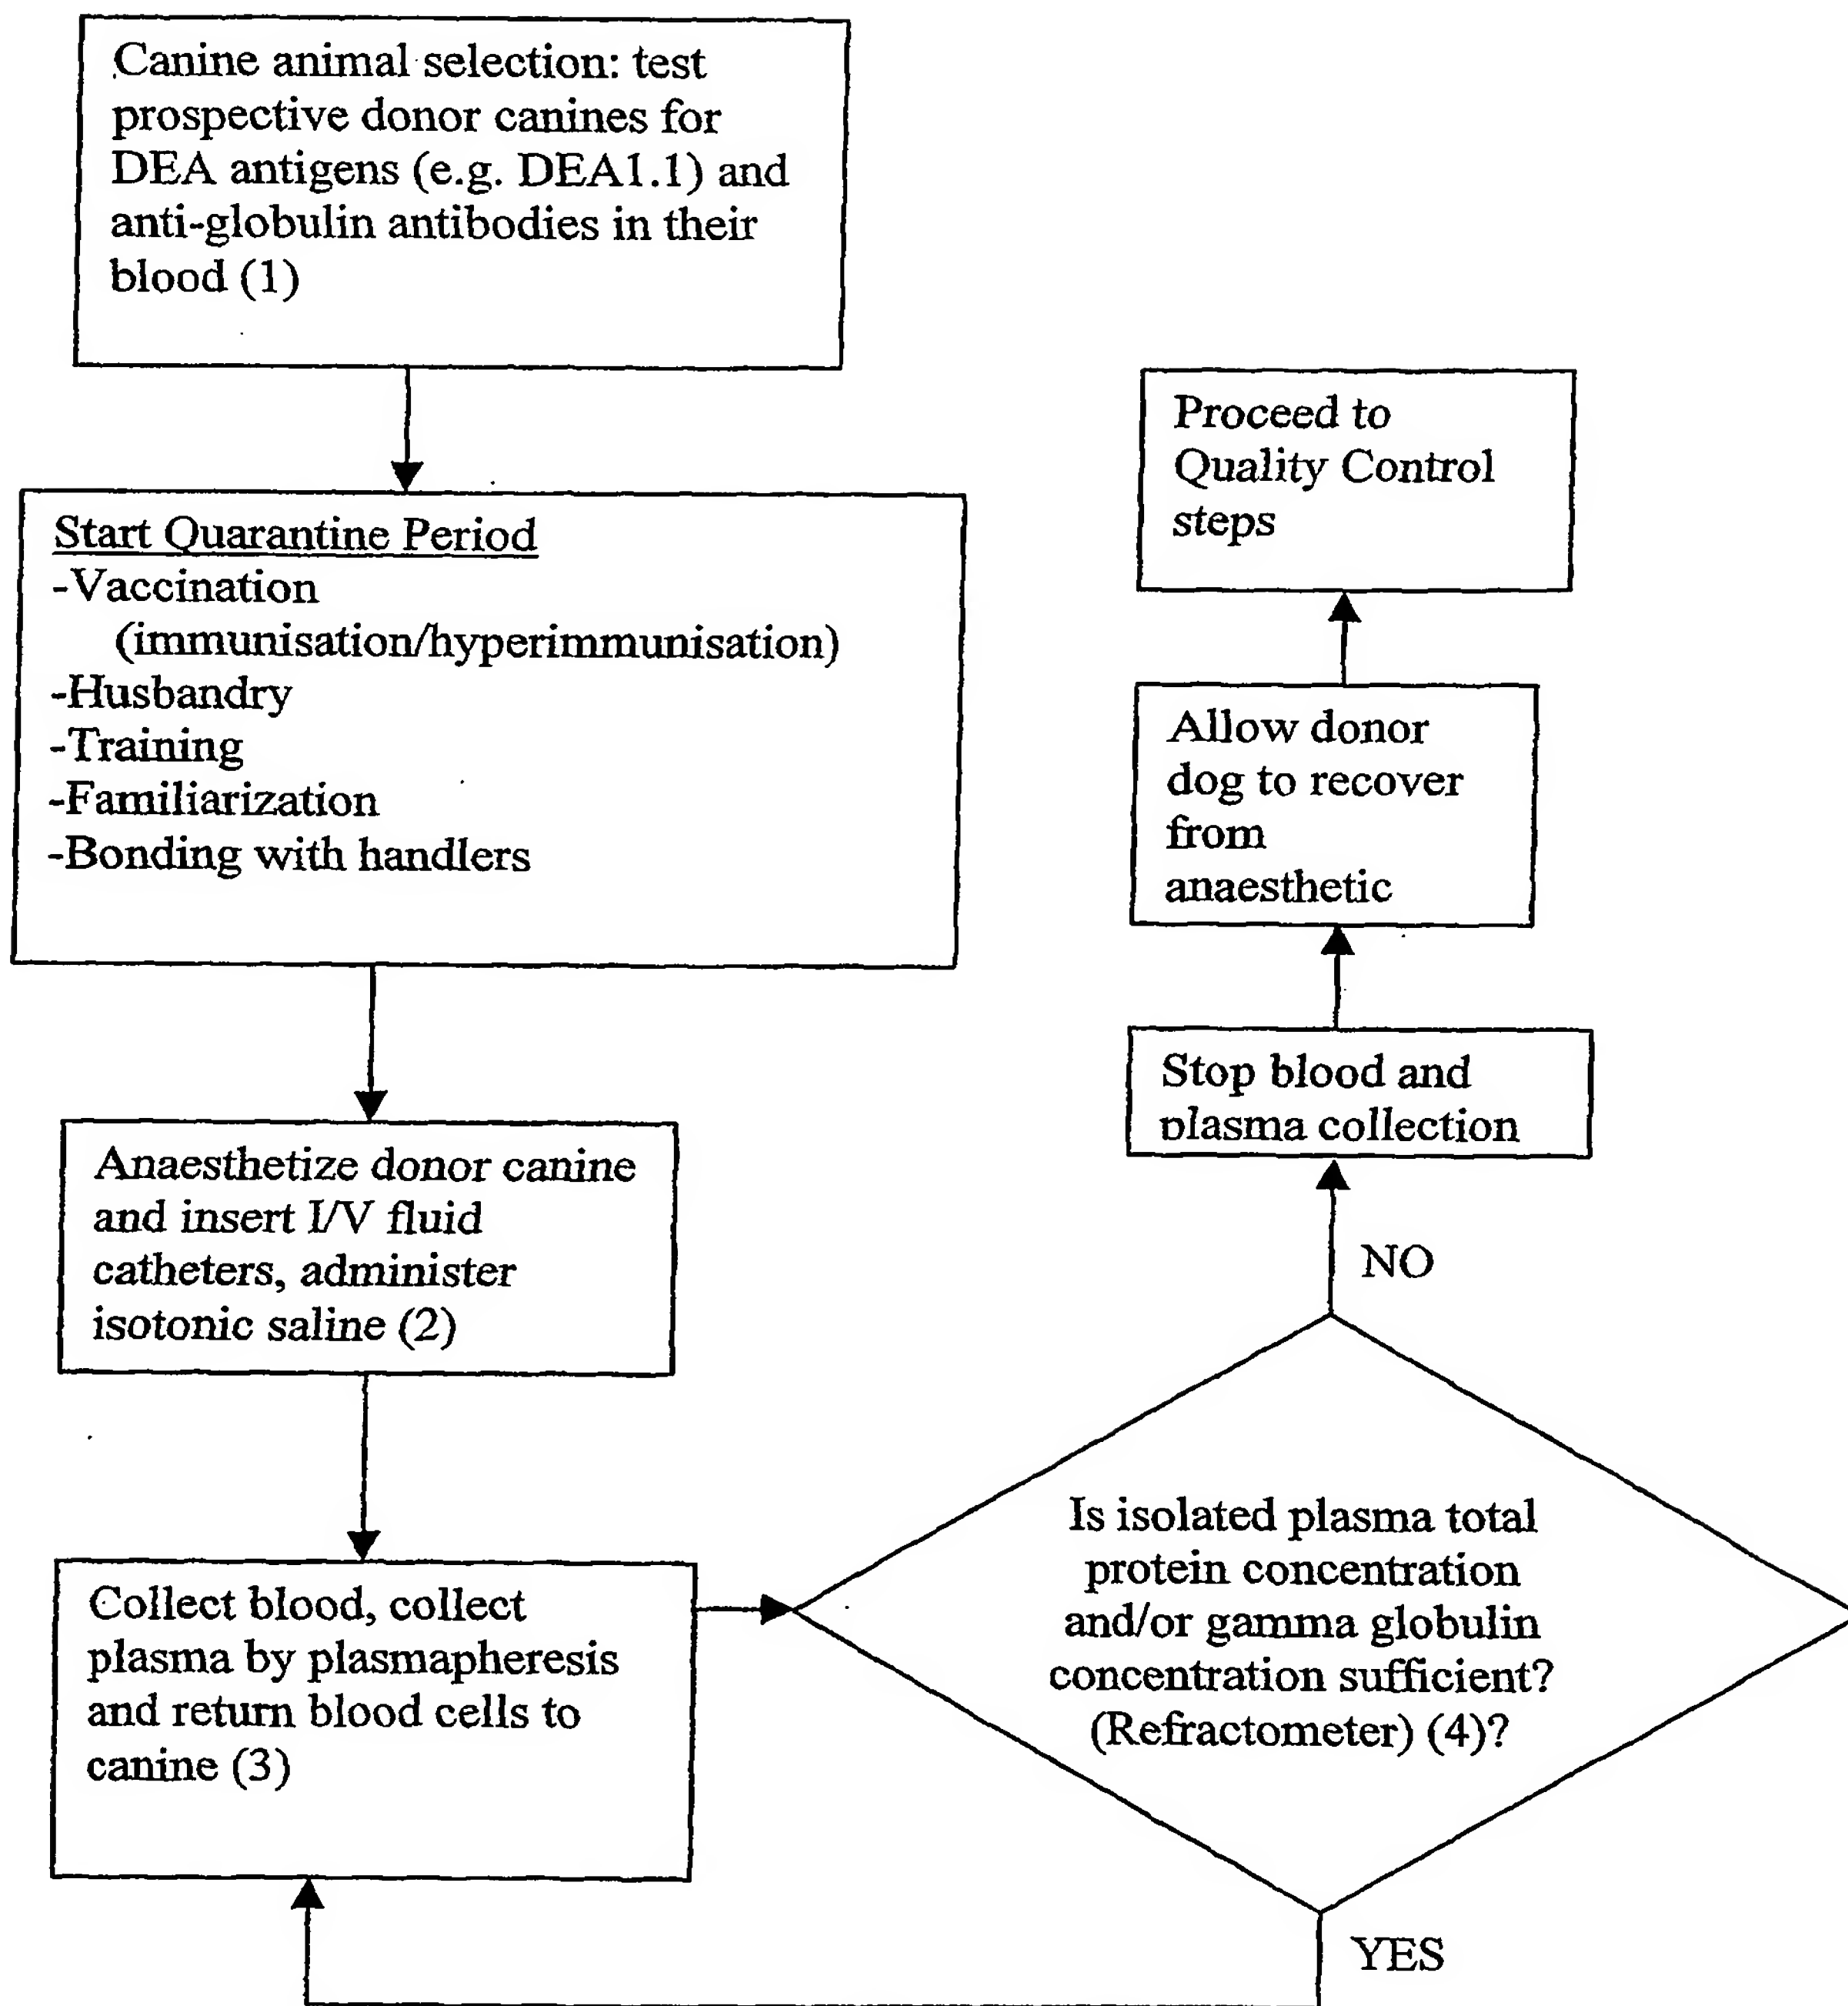 Canine animal selection: test
prospective donor canines for
DEA antigens (e.g. DEA1.1) and
anti-globulin antibodies in their
blood (1)
Start Quarantine Period
-Vaccination
(immunisation/hyperimmunisation)
-Husbandry
-Training
-Familiarization
-Bonding with handlers
Anaesthetize donor canine
and insert I/V fluid
catheters, administer
isotonic saline (2)
Collect blood, collect
plasma by plasmapheresis
and return blood cells to
canine (3)
Is isolated plasma total
protein concentration
and/or gamma globulin
concentration sufficient?
(Refractometer) (4)?
YES
NO
Stop blood and
plasma collection
Allow donor
dog to recover
from
anaesthetic
Proceed to
Quality Control
steps